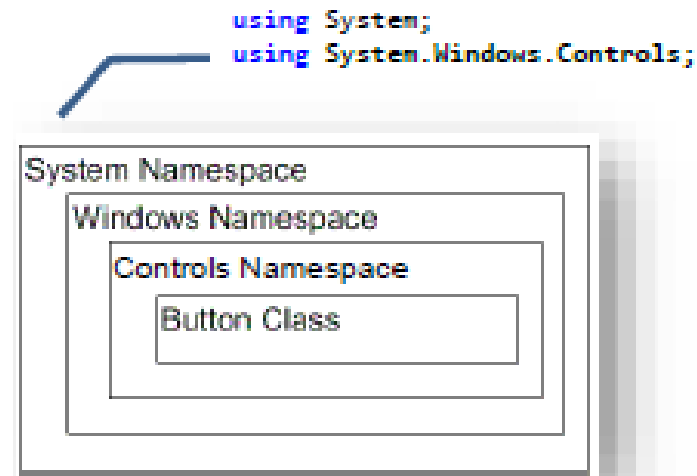 using System;
using System.Windows.Controls;
System Namespace
Windows Namespace
Controls Namespace
Button Class